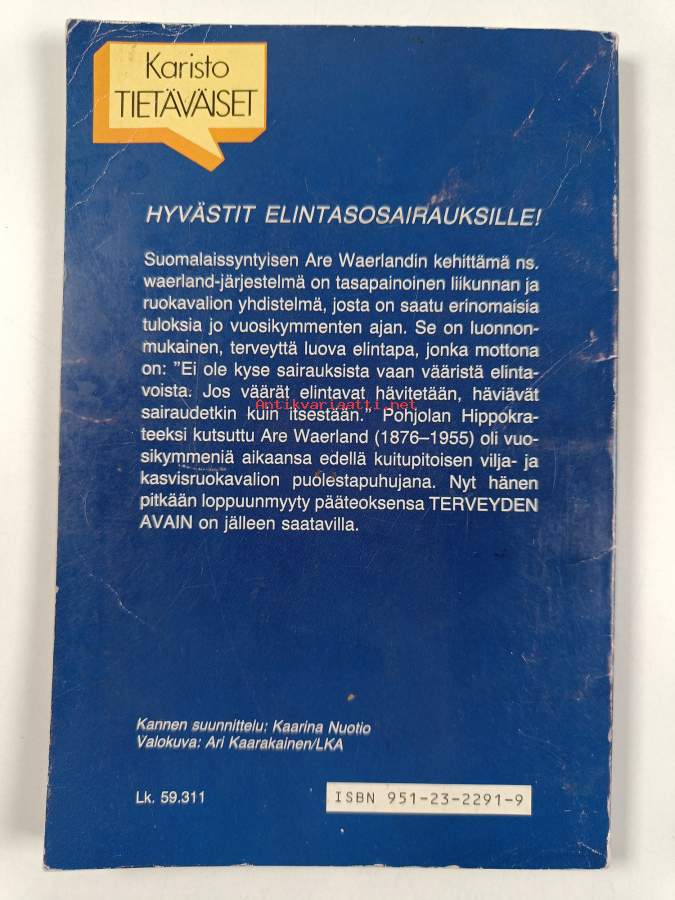 Karisto
TIETÄVÄISET
HYVÄSTIT ELINTASOSAIRAUKSILLE!
Suomalaissyntyisen Are Waerlandin kehittämä ns.
waerland-järjestelmä on tasapainoinen liikunnan ja
ruokavalion yhdistelmä, josta on saatu erinomaisia
tuloksia jo vuosikymmenten ajan. Se on luonnon-
mukainen, terveyttä luova elintapa, jonka mottona
on: ”Ei ole kyse sairauksista vaan vääristä elinta-
voista. Jos väärät elintavat hävitetään, häviävät
sairaudetkin kuin itsestään.” Pohjolan Hippokra-
Antikvariaatti.net
teeksi kutsuttu Are Waerland (1876–1955) oli vuo-
sikymmeniä aikaansa edellä kuitupitoisen vilja- ja
kasvisruokavalion puolestapuhujana. Nyt hänen
pitkään loppuunmyyty pääteoksensa TERVEYDEN
AVAIN on jälleen saatavilla.
Kannen suunnittelu: Kaarina Nuotio
Valokuva: Ari Kaarakainen/LKA
Lk. 59.311
ISBN 951-23-2291-9